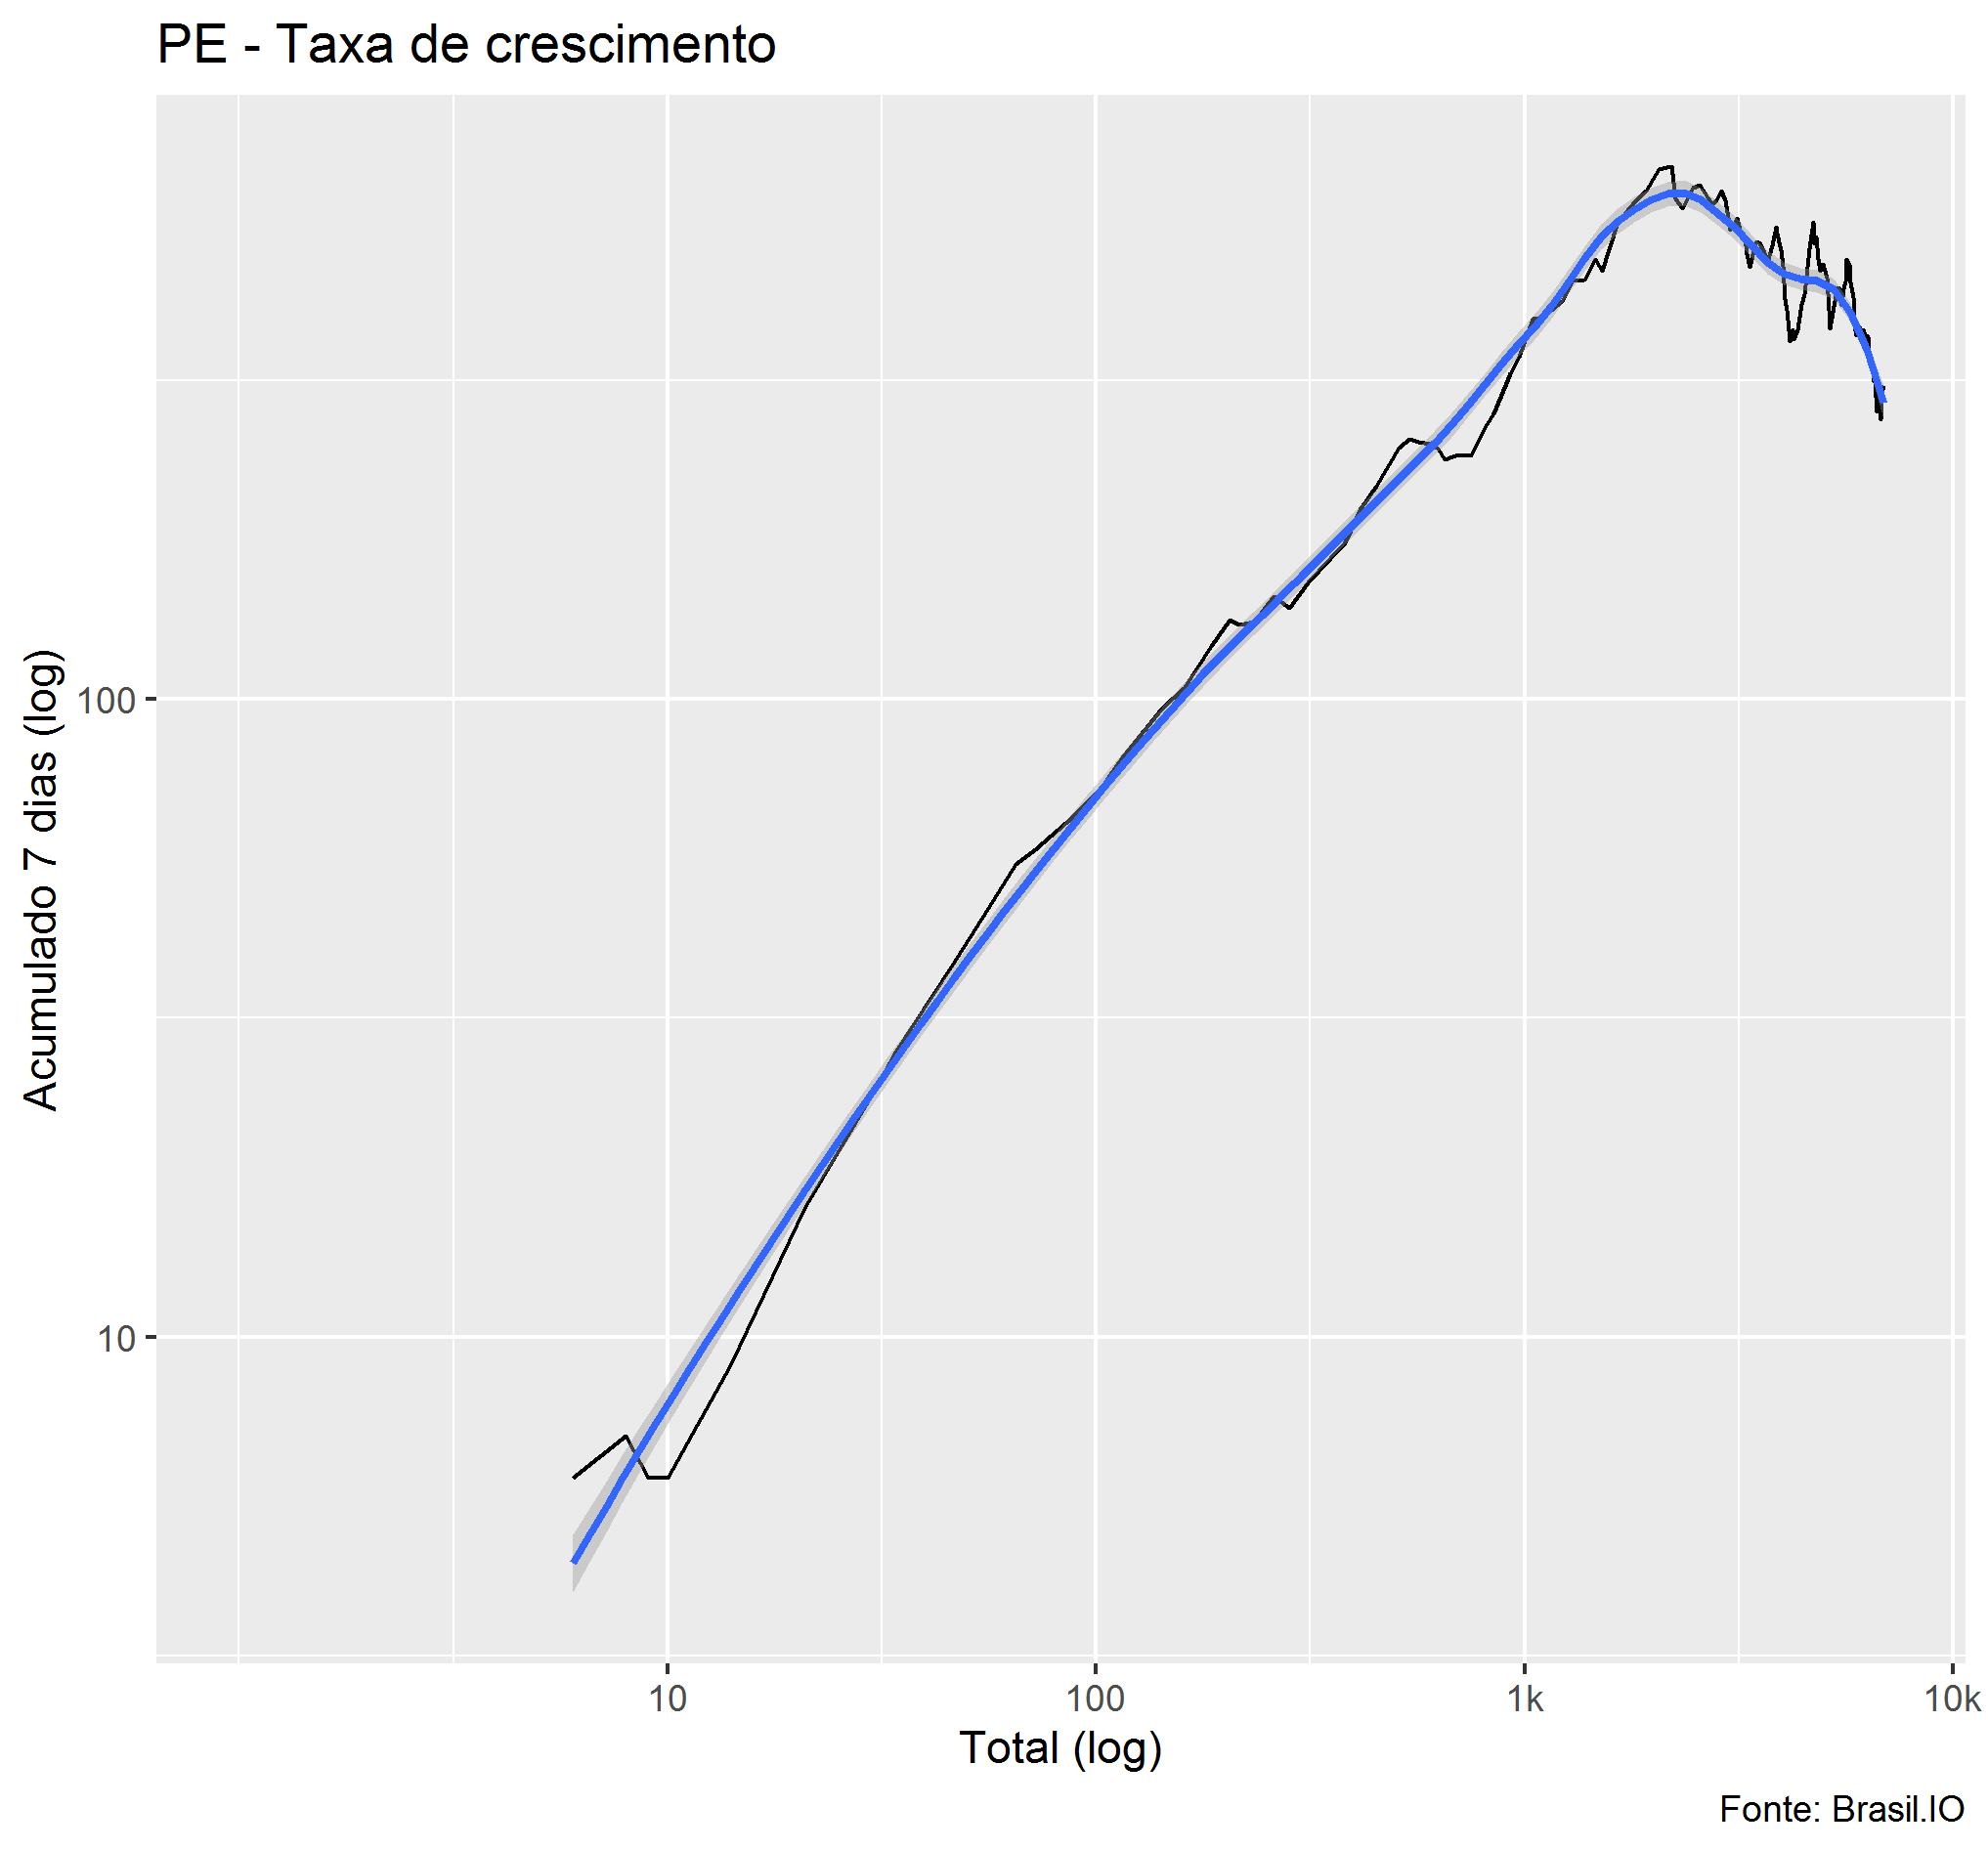 PE - Taxa de crescimento
Acumulado 7 dias (log)
100
10
10
100
1k
10k
Total (log)
Fonte: Brasil.IO